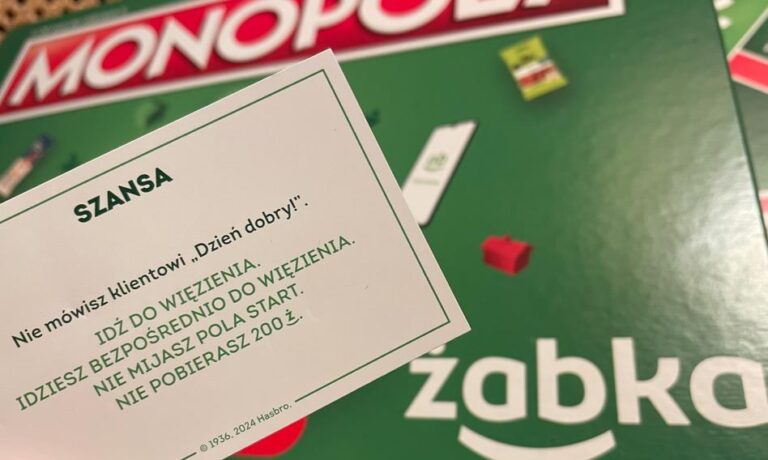 MONOPOLY
SZANSA
Nie mówisz klientowi „Dzień dobry!".
IDŹ DO WIĘZIENIA.
IDZIESZ BEZPOŚREDNIO DO WIĘZIENIA.
NIE MIJASZ POLA START.
NIE POBIERASZ 200 Ż.
© 1936, 2024 Hasbro.
żabka